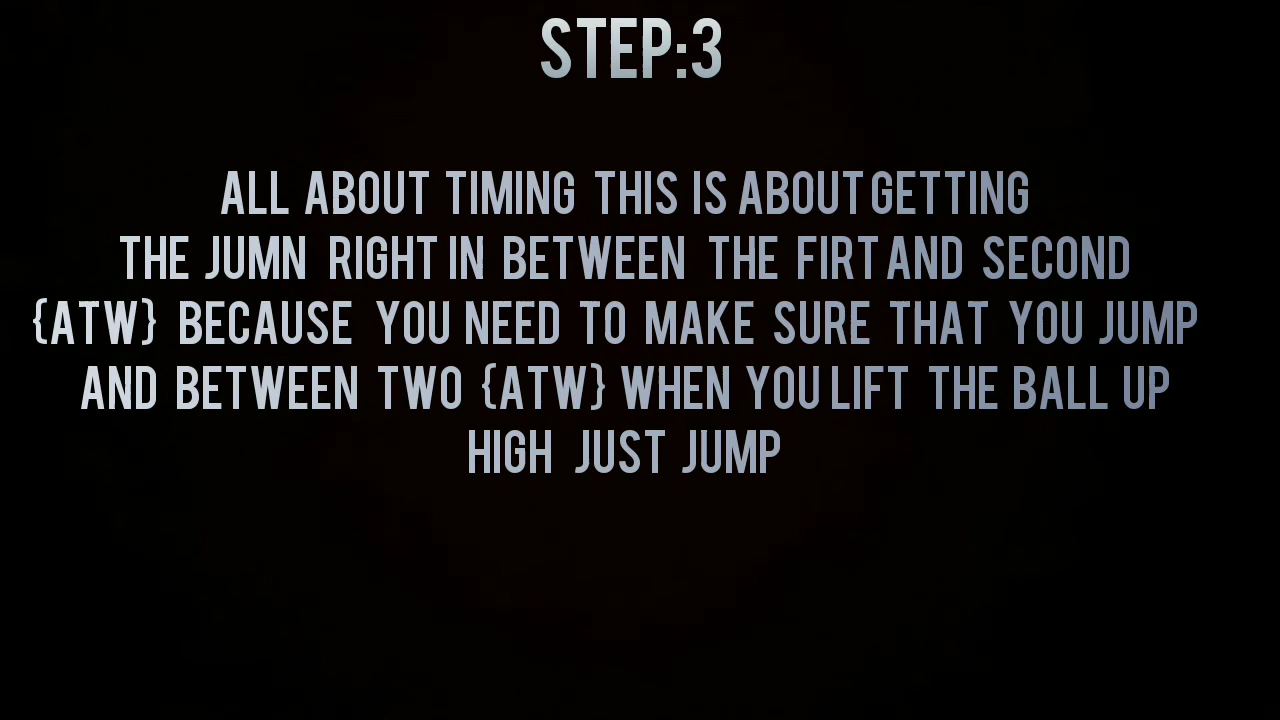 STEP:3
ALL ABOUT TIMING THIS IS ABOUT GETTING
THE JUMN RIGHT IN BETWEEN THE FIRT AND SECOND
{ATW} BECAUSE YOU NEED TO MAKE SURE THAT YOU JUMP
AND BETWEEN TWO {ATW} WHEN YOU LIFT THE BALL UP
HIGH JUST JUMP